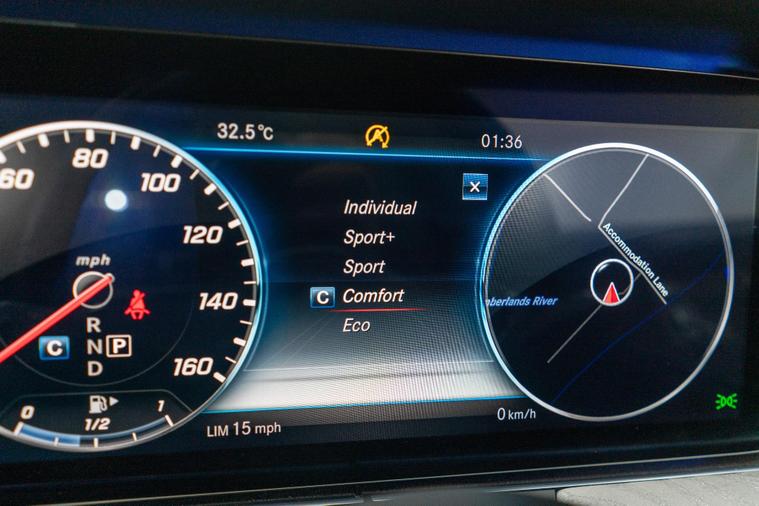 32.5°C
01:36
60
80
100
120
140
160
mph
R
N
D
C
P
0
1/2
1
LIM 15 mph
Individual
Sport+
Sport
C Comfort
Eco
X
0 km/h
Accommodation Lane
River